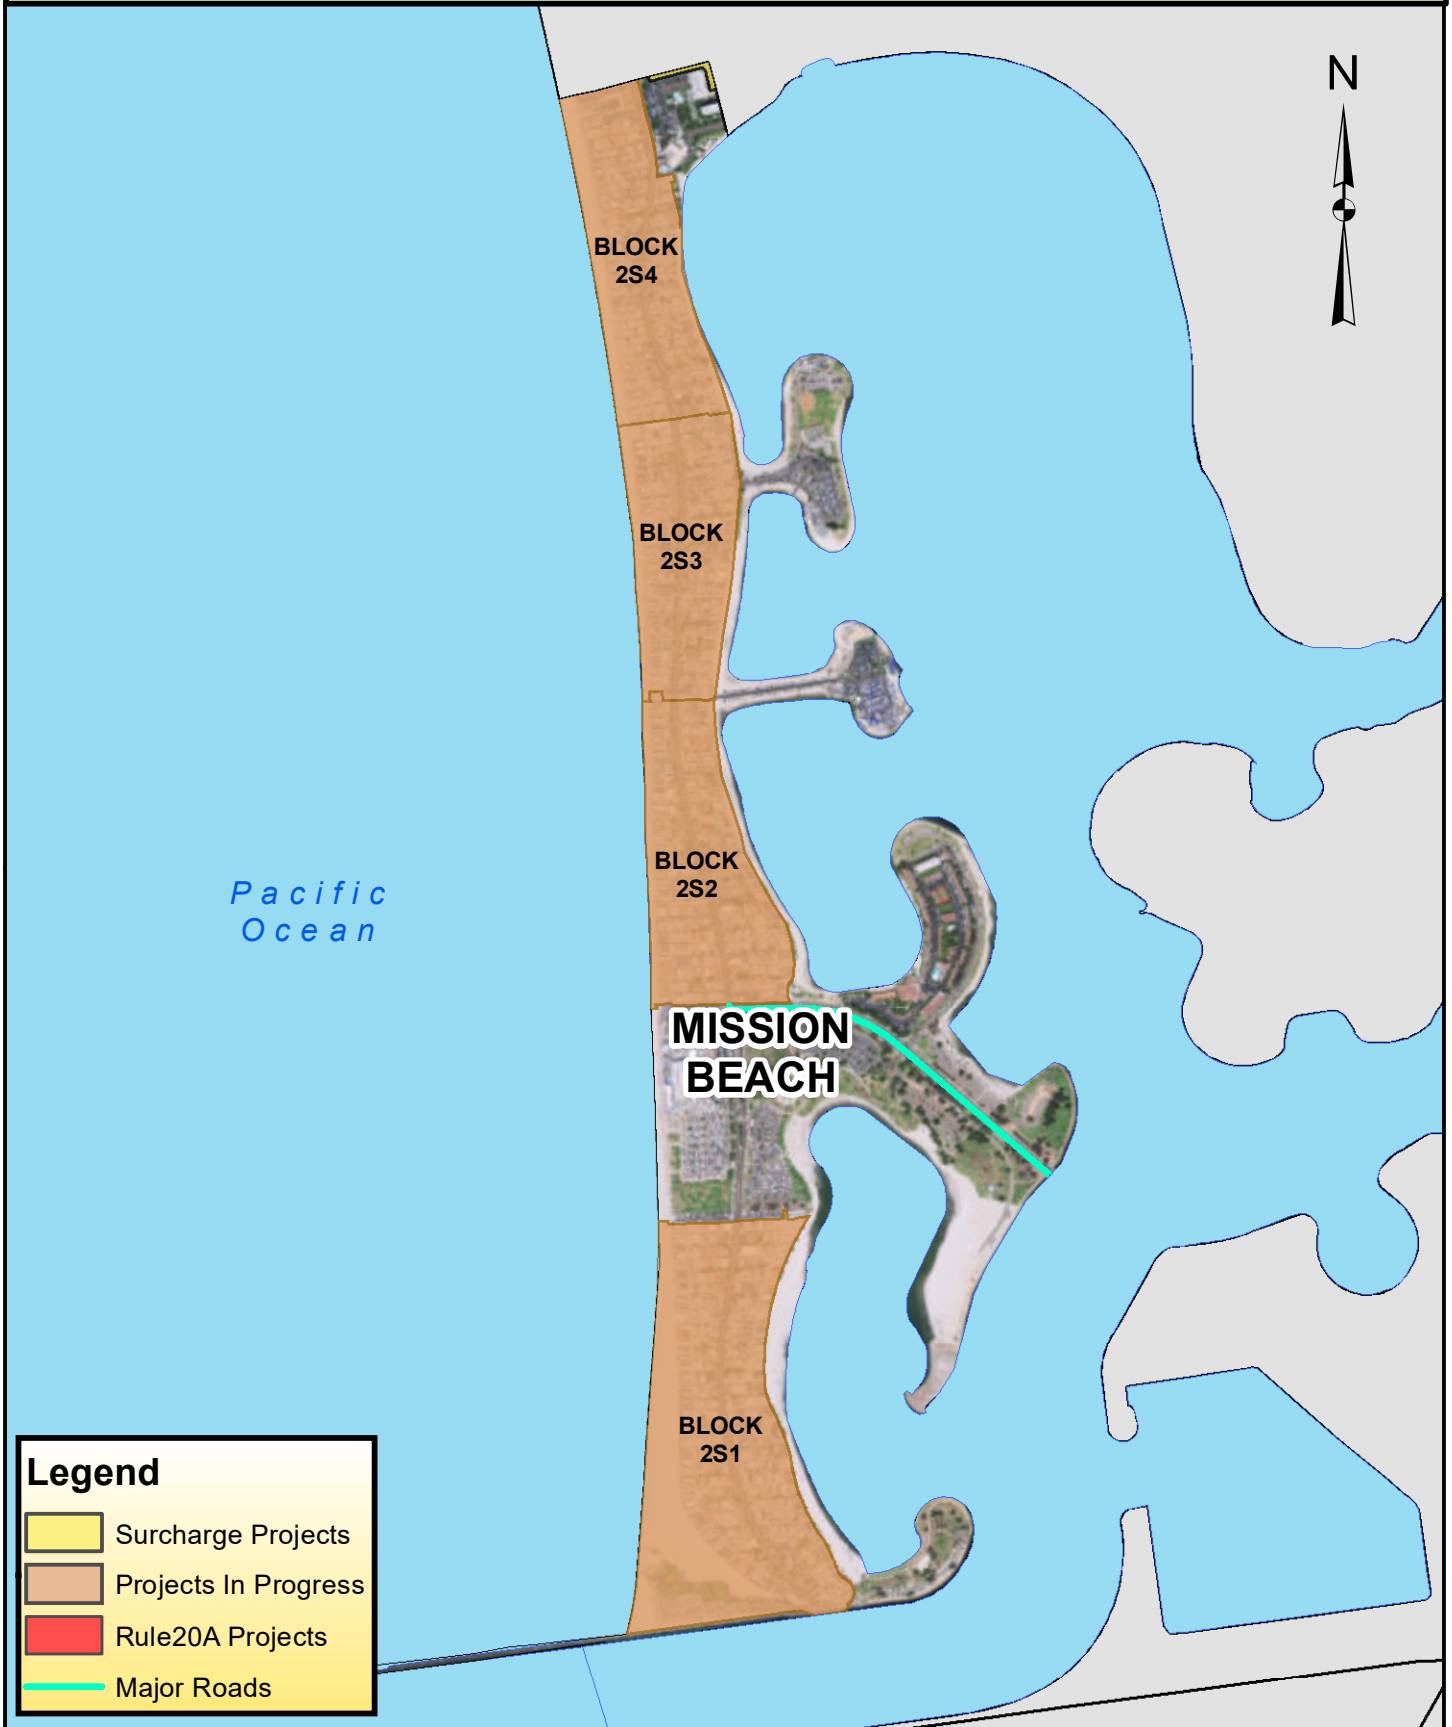 N
BLOCK
2S4
BLOCK
2S3
BLOCK
2S2
Pacific
Ocean
MISSION
BEACH
BLOCK
2S1
Legend
Surcharge Projects
Projects In Progress
Rule20A Projects
Major Roads